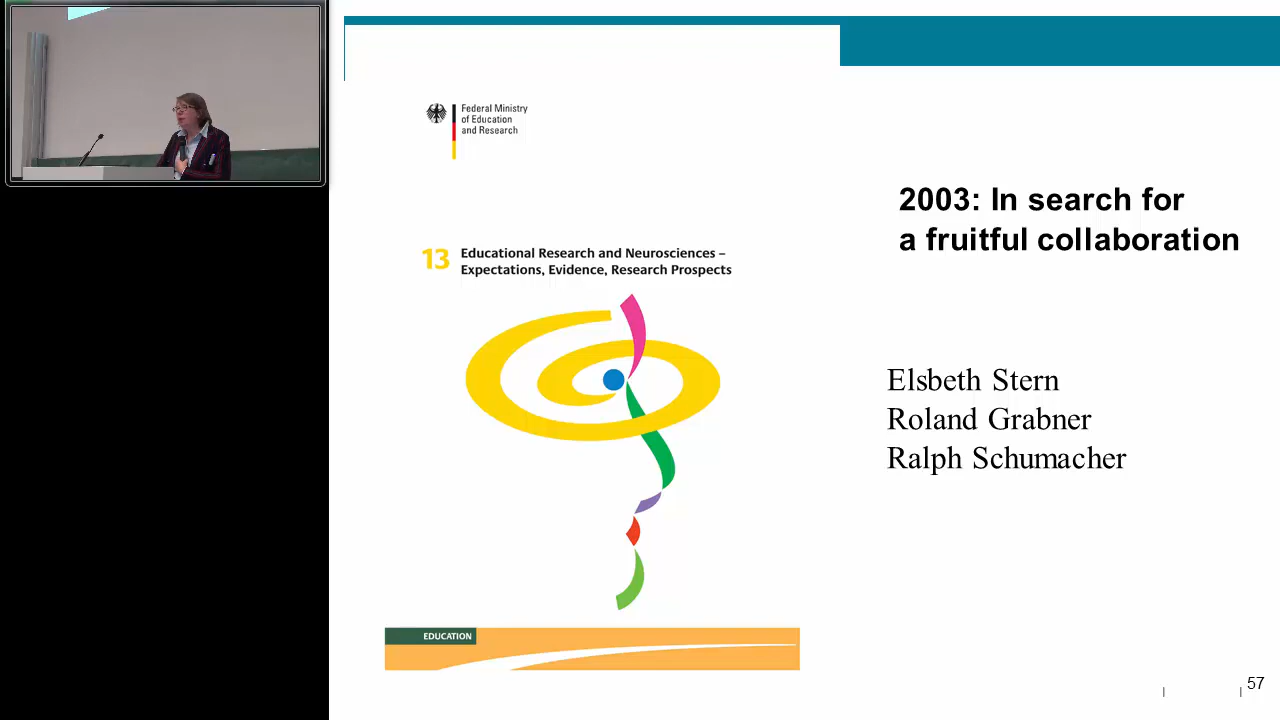 Federal Ministry
of Education
and Research
2003: In search for
a fruitful collaboration
13 Educational Research and Neurosciences –
Expectations, Evidence, Research Prospects
Elsbeth Stern
Roland Grabner
Ralph Schumacher
EDUCATION
57